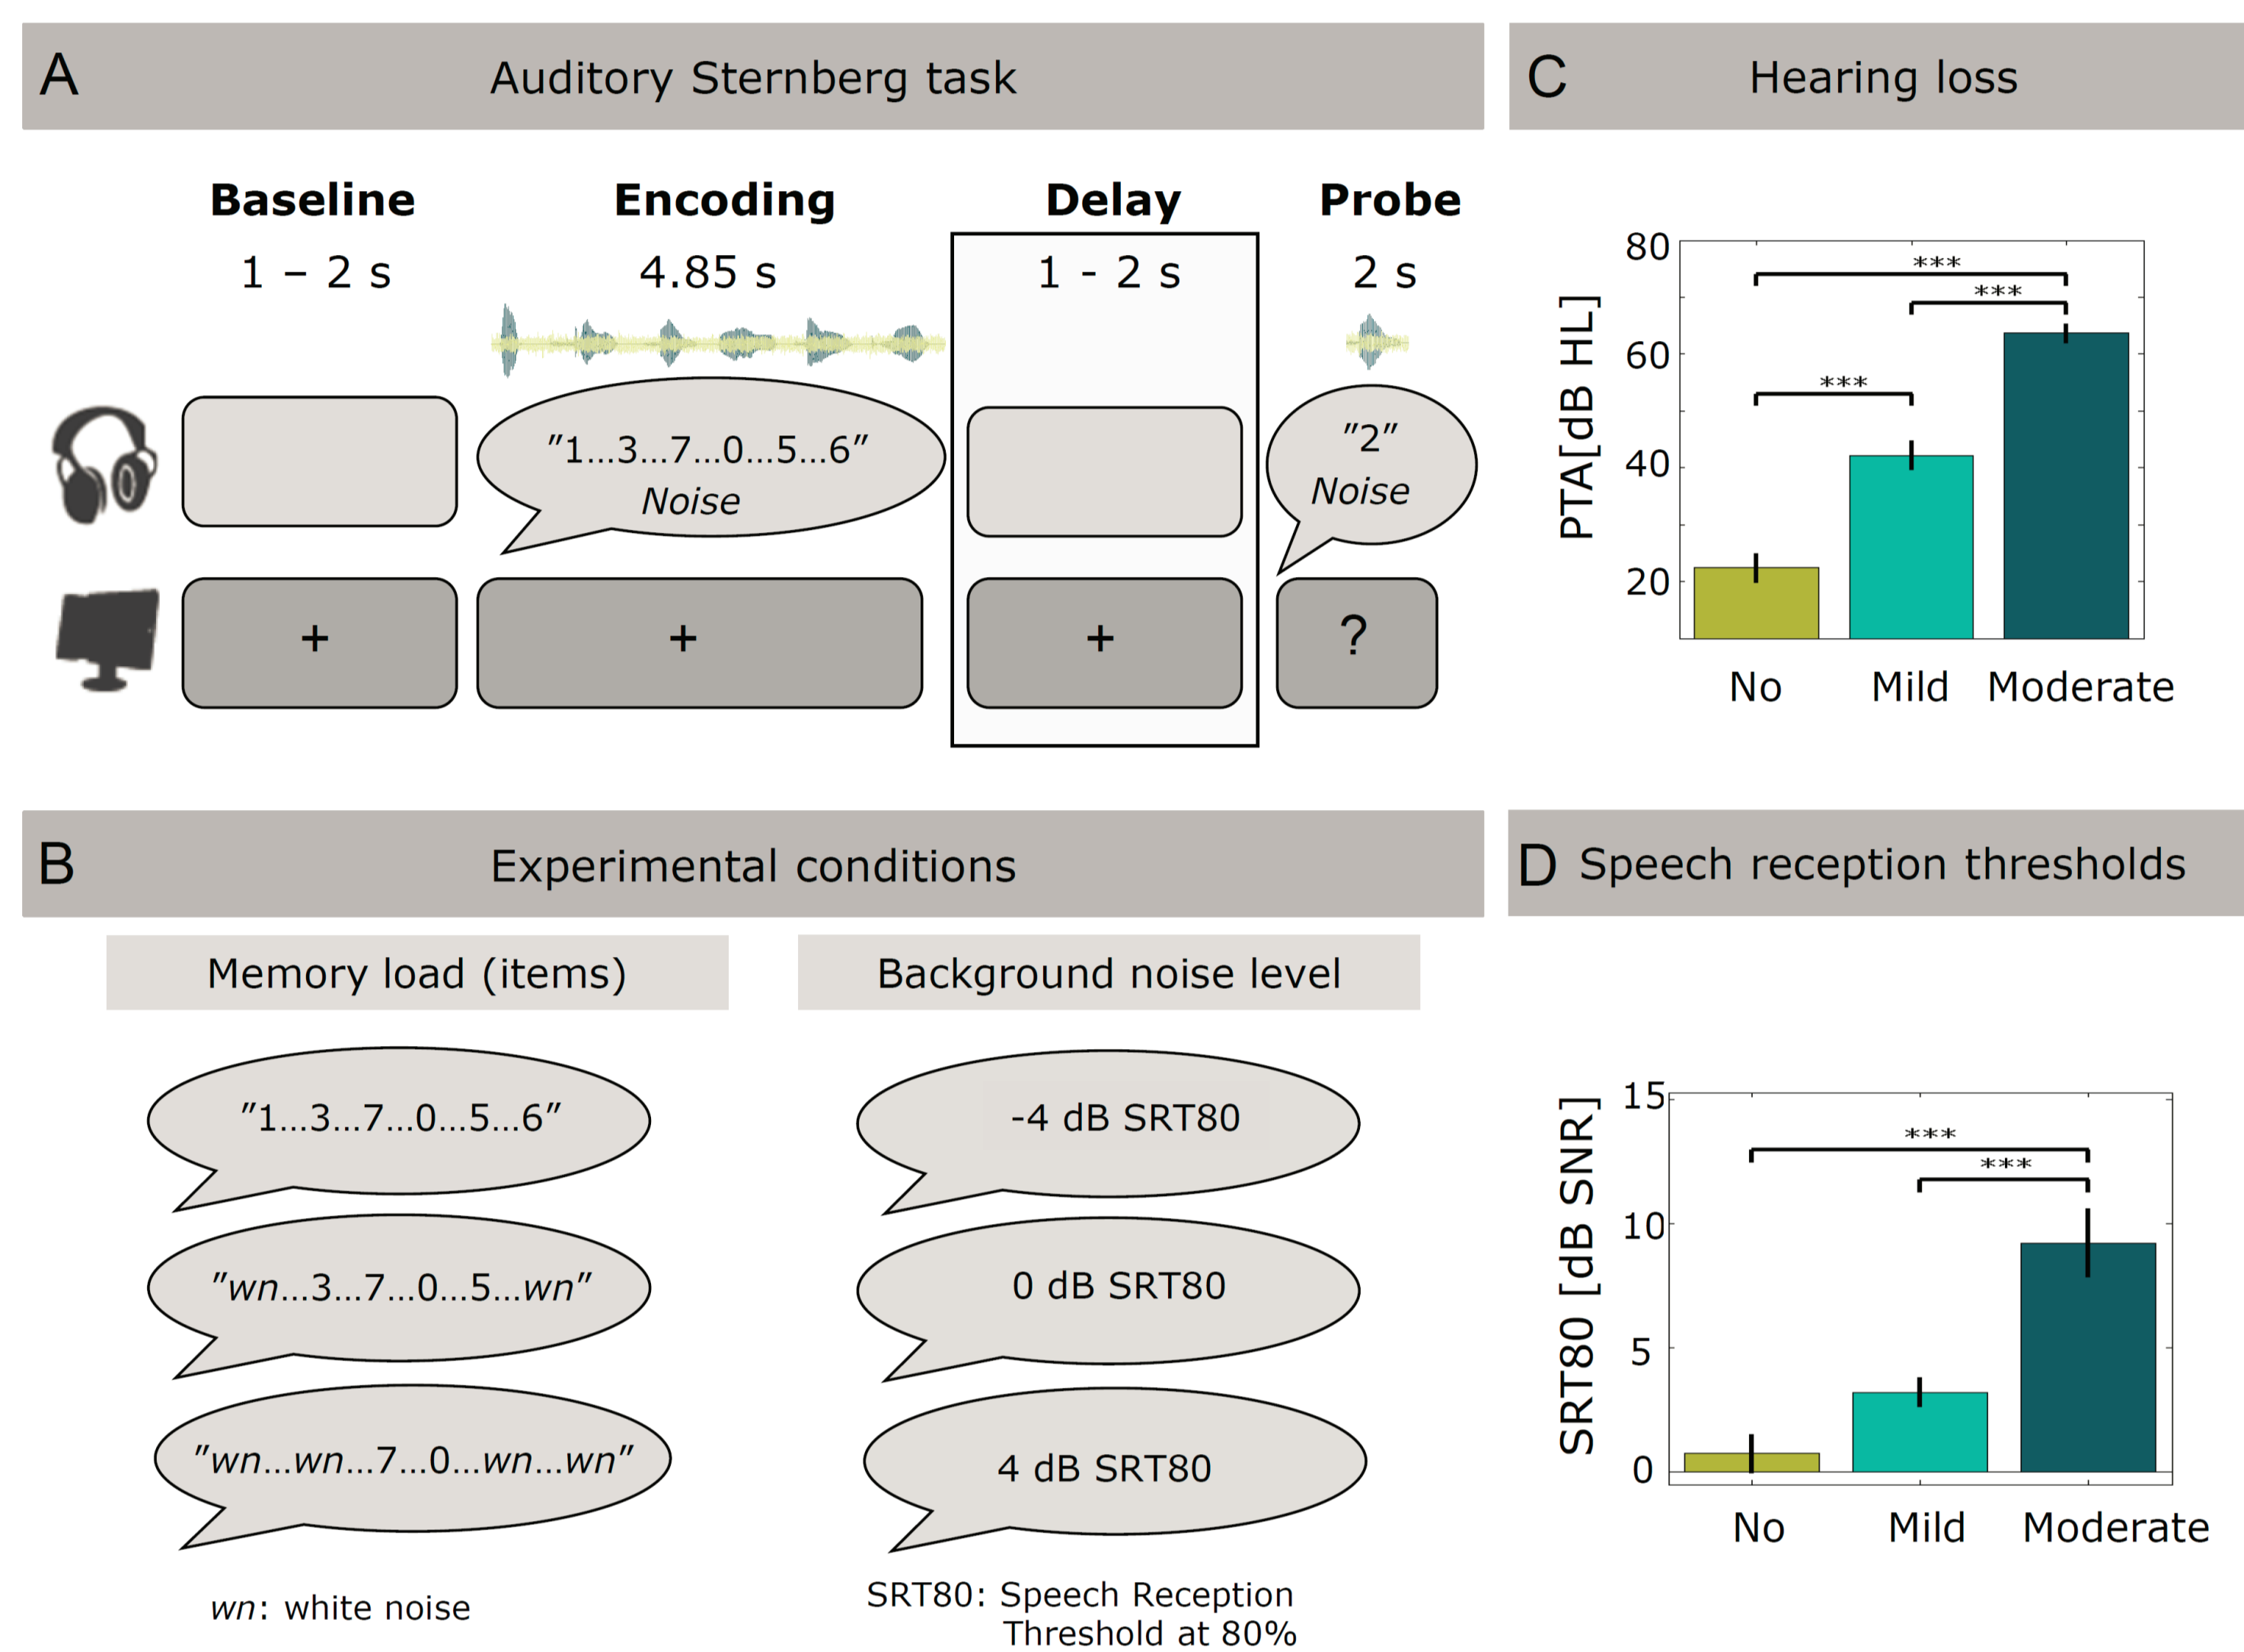 A Auditory Sternberg task
Baseline Encoding Delay Probe
1 – 2 s 4.85 s 1 - 2 s 2 s
"1...3...7...0...5...6"
Noise
"2"
Noise
+ + + ?
B Experimental conditions
Memory load (items)
"1...3...7...0...5...6"
"wn...3...7...0...5...wn"
"wn...wn...7...0...wn...wn"
wn: white noise
Background noise level
-4 dB SRT80
0 dB SRT80
4 dB SRT80
SRT80: Speech Reception
Threshold at 80%
C Hearing loss
PTA[dB HL]
80
60
40
20
***
***
***
No Mild Moderate
D Speech reception thresholds
SRT80 [dB SNR]
15
10
5
0
***
***
No Mild Moderate